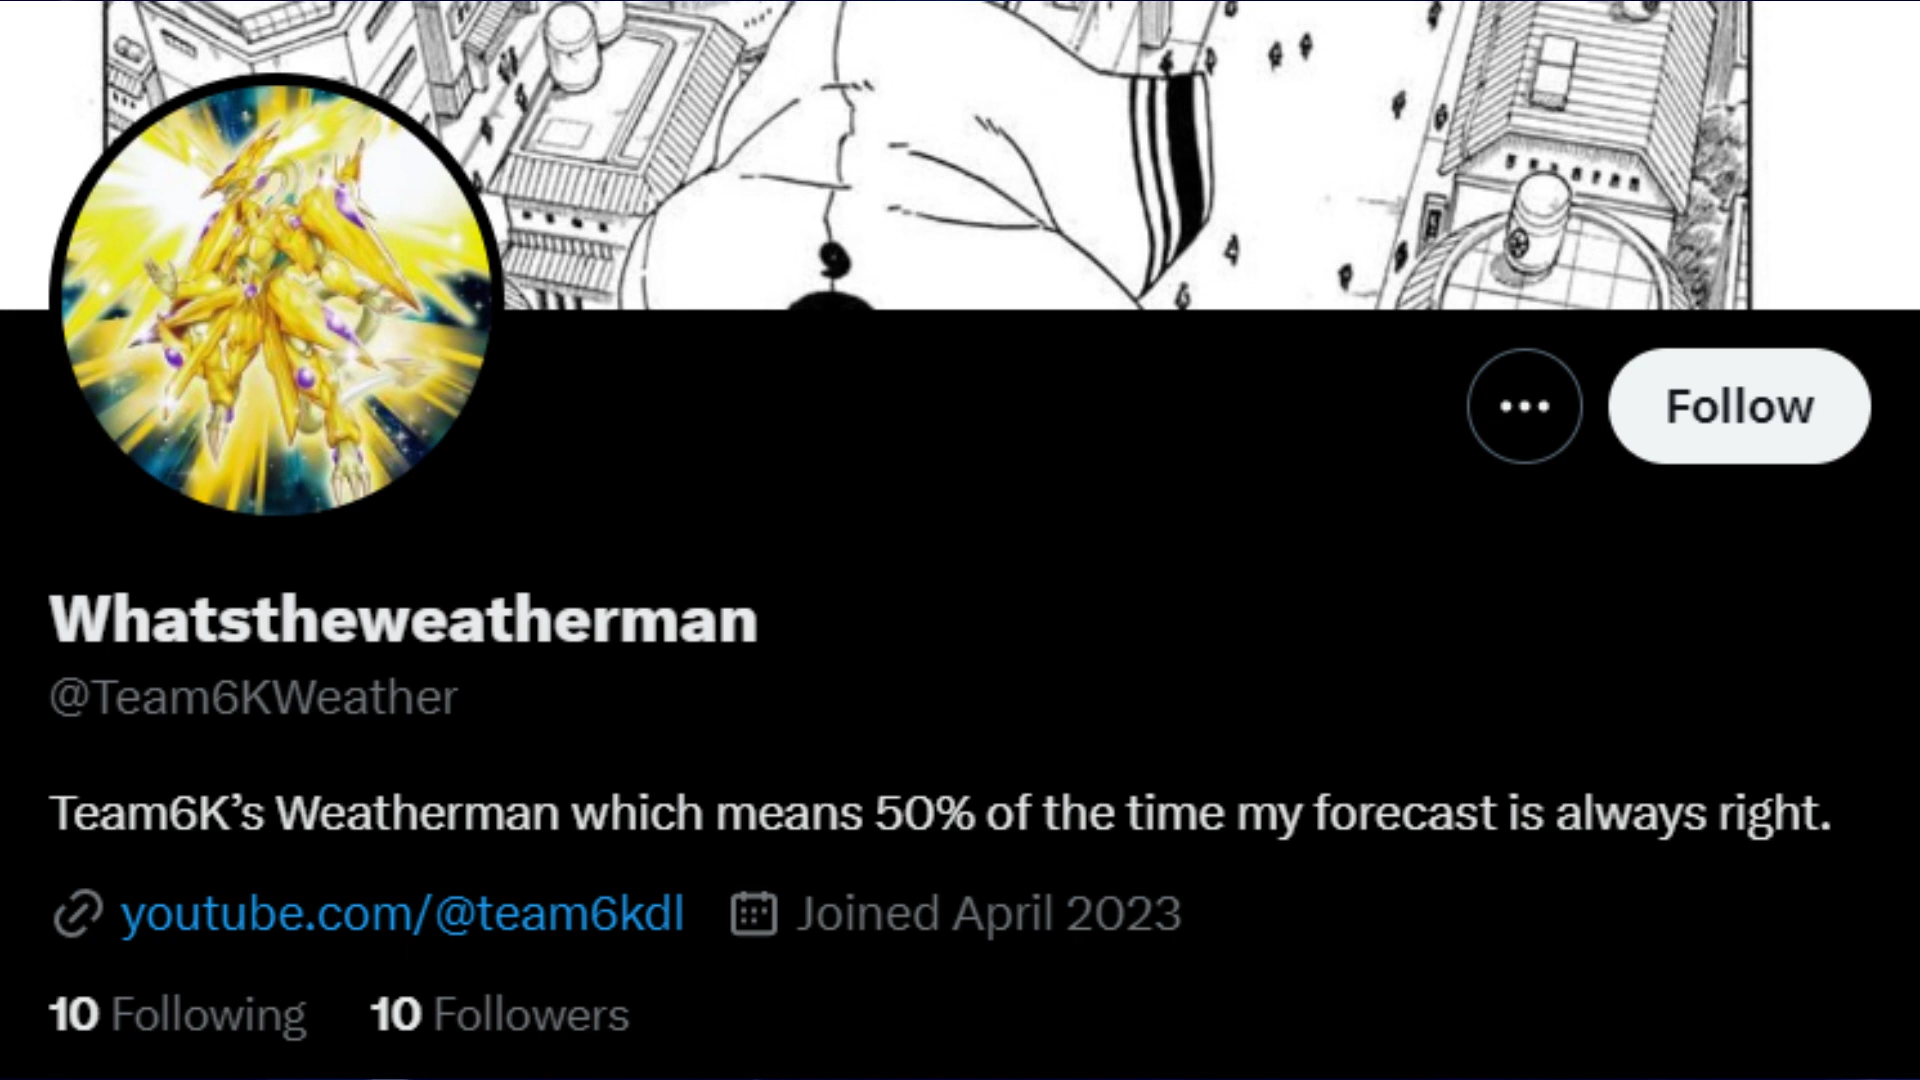 Follow
Whatstheweatherman
@Team6KWeather
Team6K’s Weatherman which means 50% of the time my forecast is always right.
youtube.com/@team6kdl Joined April 2023
10 Following 10 Followers